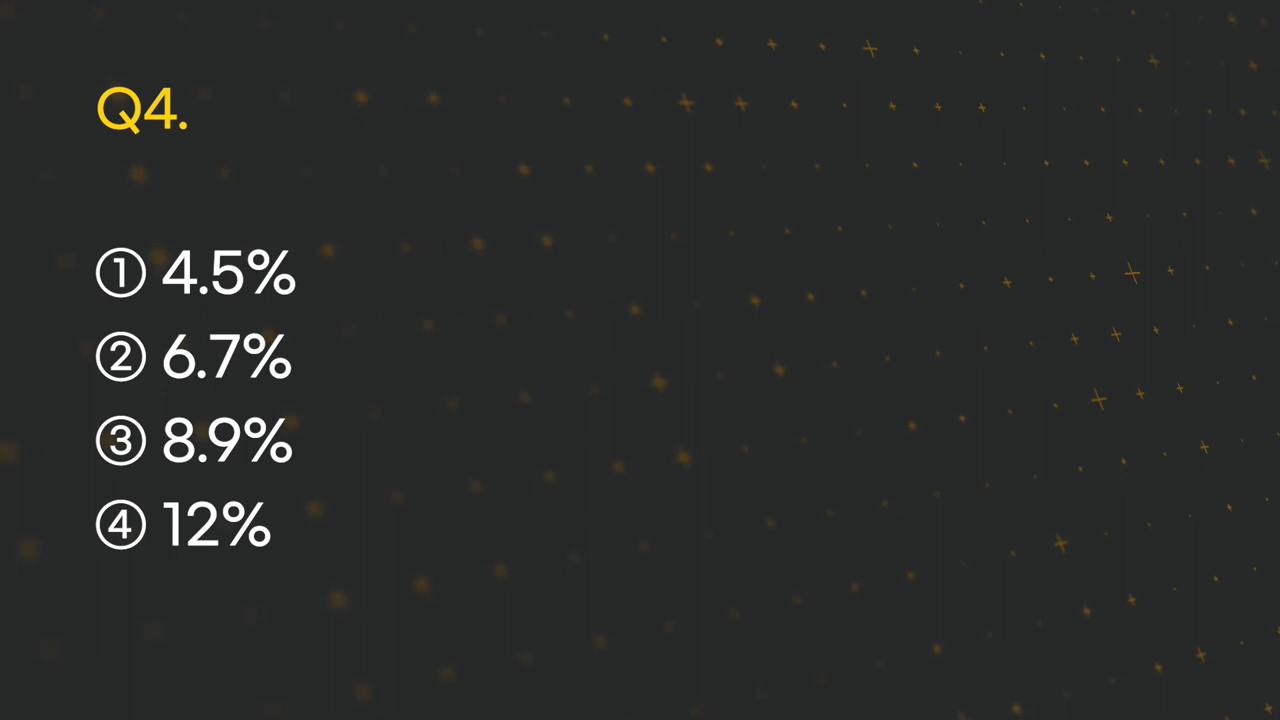 Q4.
① 4.5%
② 6.7%
③ 8.9%
④ 12%